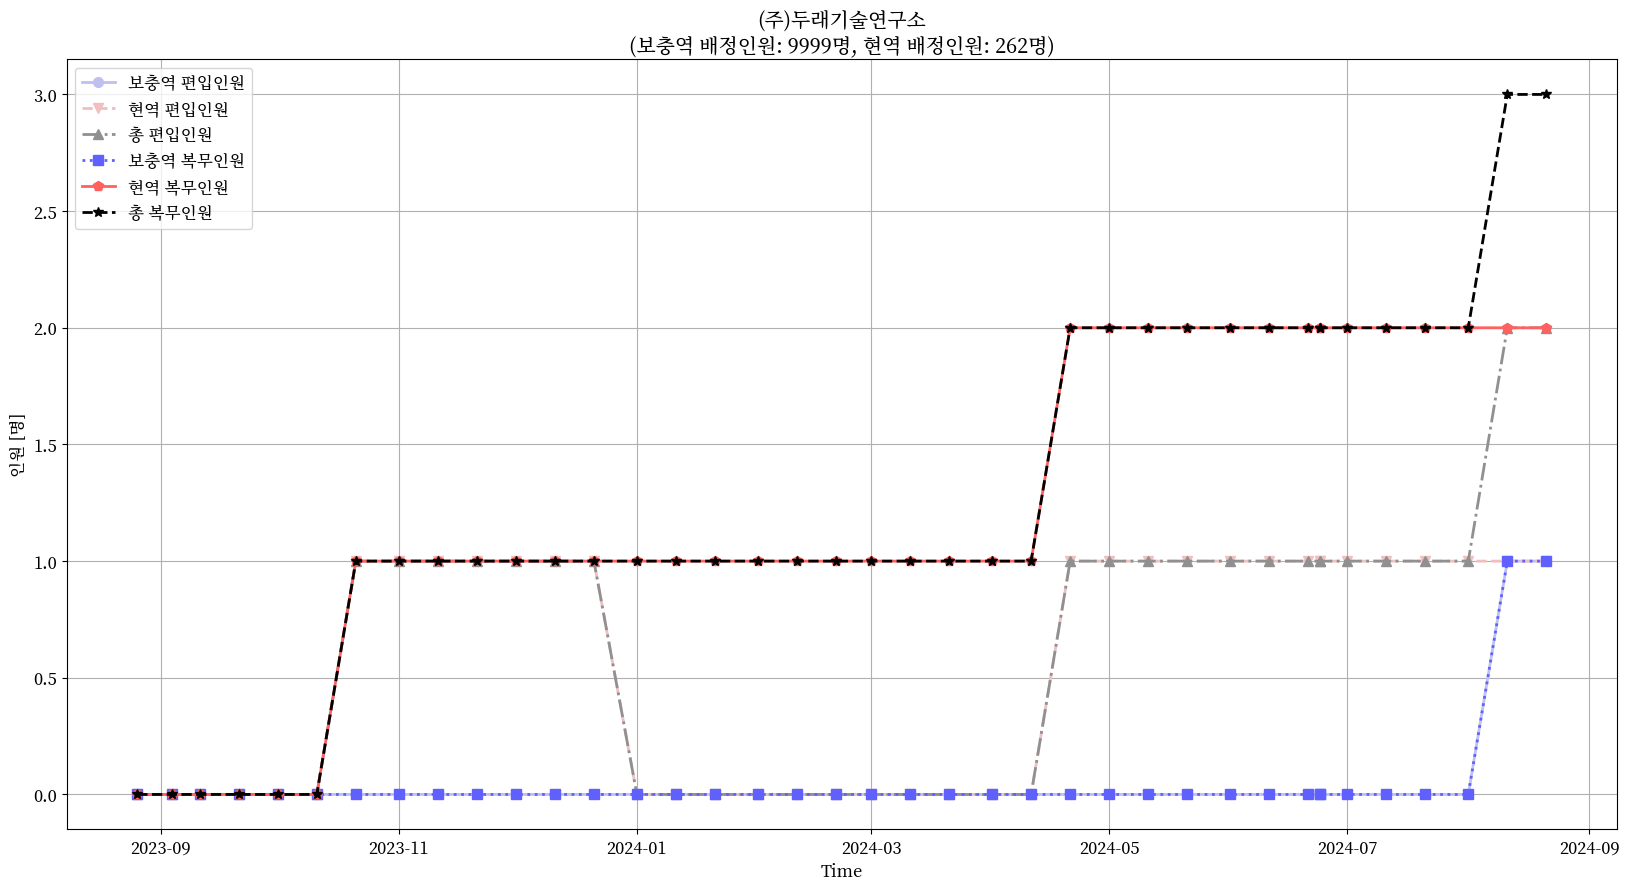 (주)두래기술연구소
(보충역 배정인원: 9999명, 현역 배정인원: 262명)
보충역 편입인원
현역 편입인원
총 편입인원
보충역 복무인원
현역 복무인원
총 복무인원
3.0
2.5
2.0
1.5
1.0
0.5
0.0
인원 [명]
2023-09
2023-11
2024-01
2024-03
2024-05
2024-07
2024-09
Time